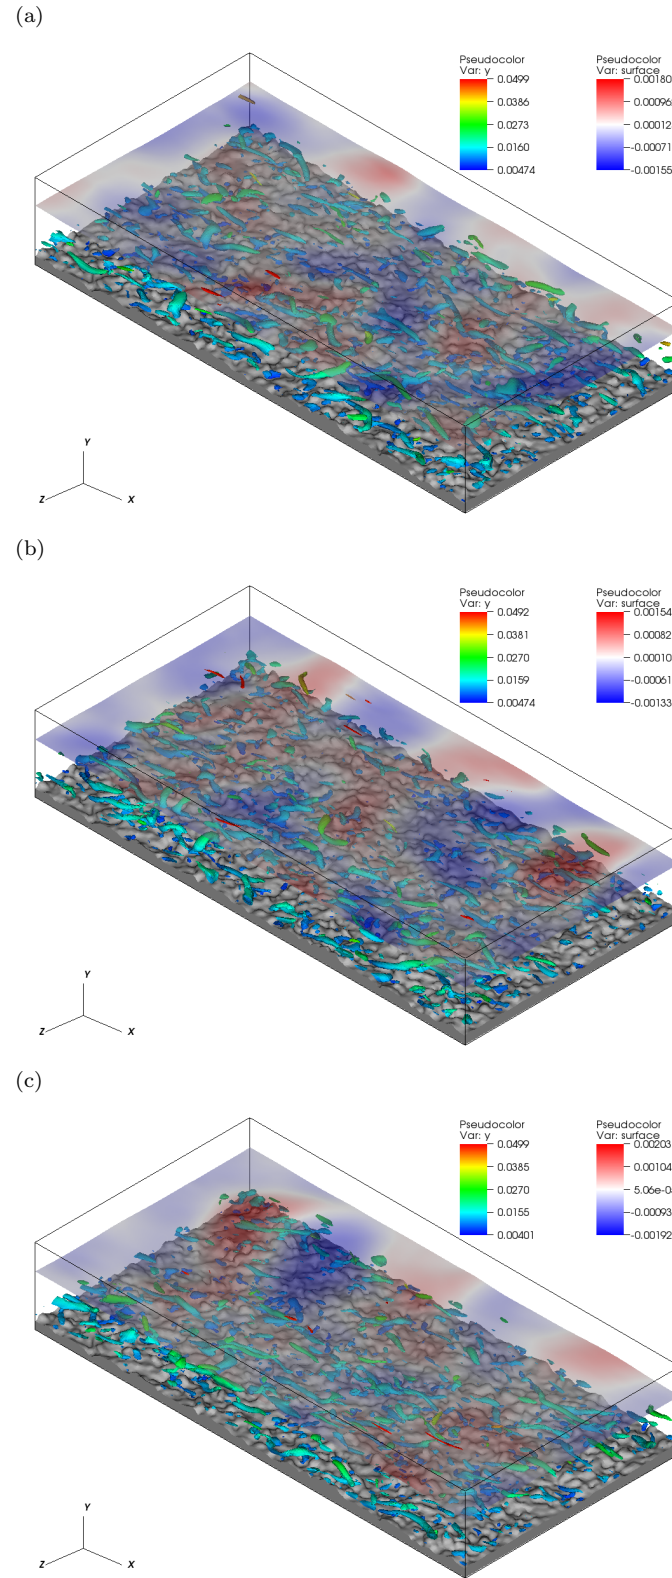 (a)
Pseudocolor
Var: y
0.0499
0.0386
0.0273
0.0160
0.00474
Pseudocolor
Var: surface
0.00180
0.00096
0.00012
-0.00071
-0.00155
Y
Z
X
(b)
Pseudocolor
Var: y
0.0492
0.0381
0.0270
0.0159
0.00474
Pseudocolor
Var: surface
0.00154
0.00082
0.00010
-0.00061
-0.00133
Y
Z
X
(c)
Pseudocolor
Var: y
0.0499
0.0385
0.0270
0.0155
0.00401
Pseudocolor
Var: surface
0.00203
0.00104
5.06e-0
-0.00093
-0.00192
Y
Z
X